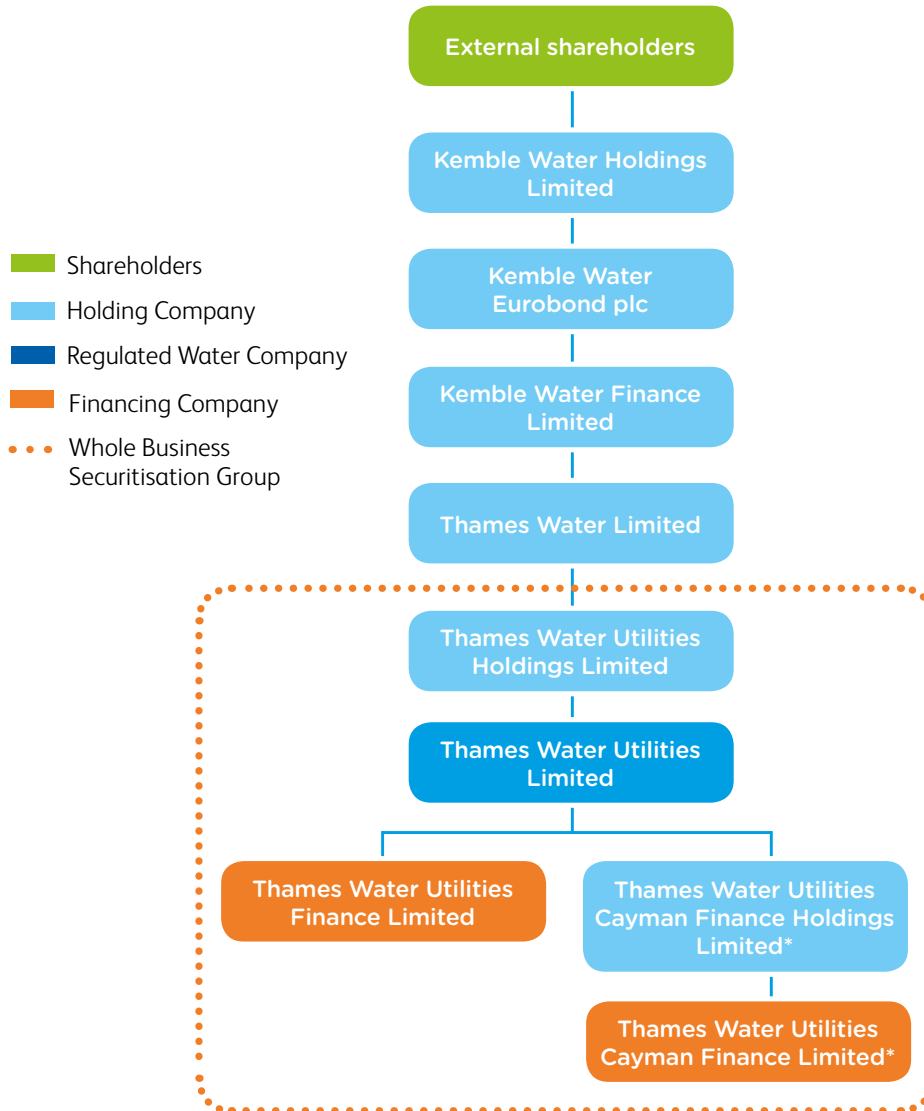 External shareholders
Kemble Water Holdings
Limited
Kemble Water
Eurobond plc
Kemble Water Finance
Limited
Thames Water Limited
Thames Water Utilities
Holdings Limited
Thames Water Utilities
Limited
Thames Water Utilities
Finance Limited
Thames Water Utilities
Cayman Finance Holdings
Limited*
Thames Water Utilities
Cayman Finance Limited*
Shareholders
Holding Company
Regulated Water Company
Financing Company
Whole Business
Securitisation Group